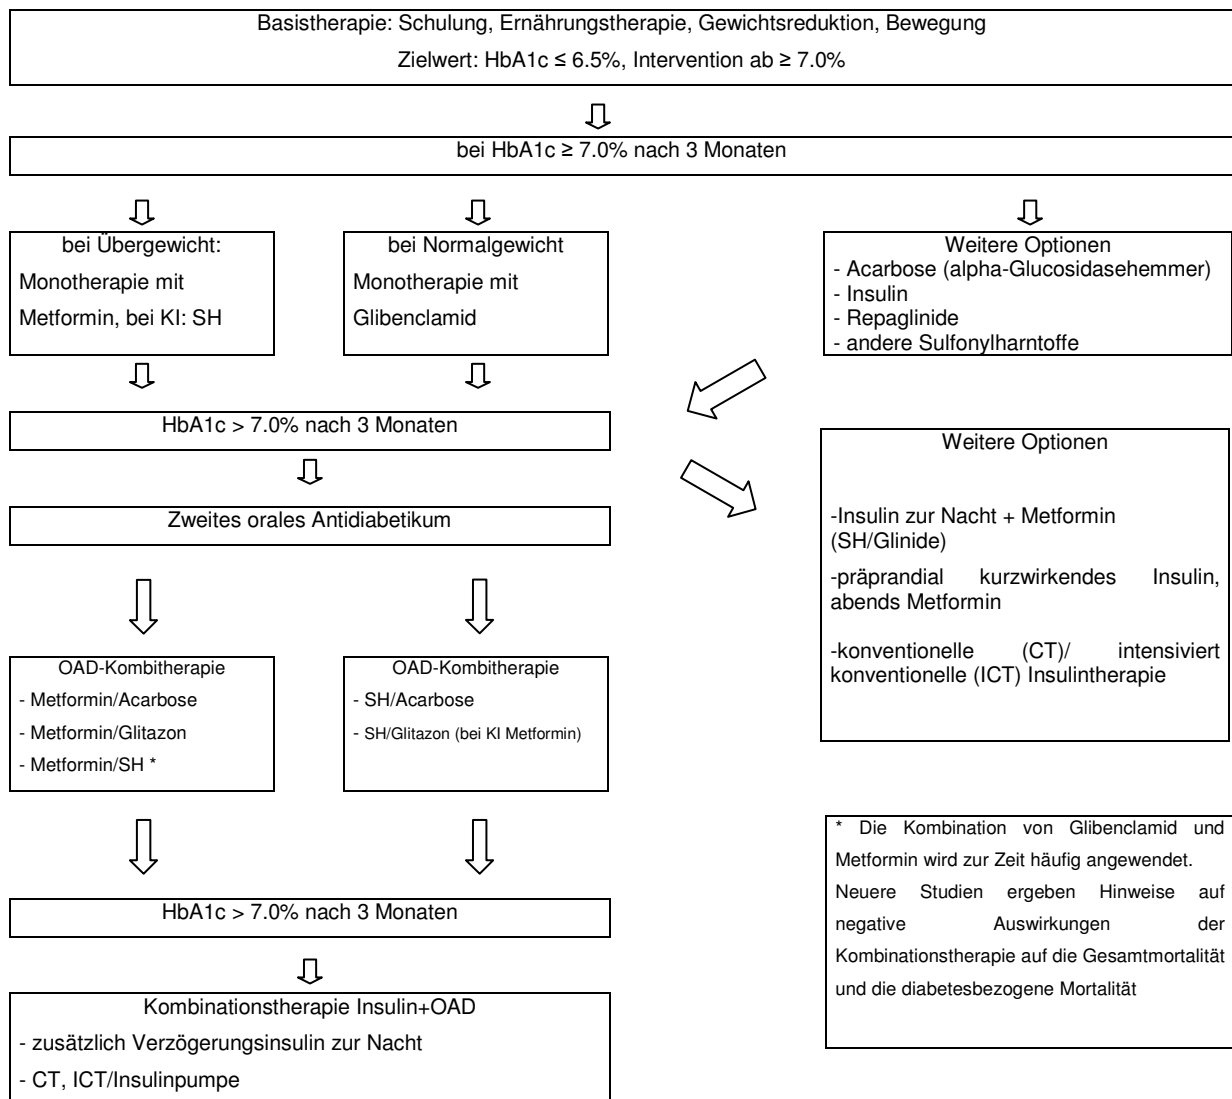 Basistherapie: Schulung, Ernährungstherapie, Gewichtsreduktion, Bewegung
Zielwert: HbA1c ≤ 6.5%, Intervention ab ≥ 7.0%
bei HbA1c ≥ 7.0% nach 3 Monaten
bei Übergewicht:
Monotherapie mit
Metformin, bei KI: SH
bei Normalgewicht
Monotherapie mit
Glibenclamid
Weitere Optionen
- Acarbose (alpha-Glucosidasehemmer)
- Insulin
- Repaglinide
- andere Sulfonylharntoffe
HbA1c > 7.0% nach 3 Monaten
Zweites orales Antidiabetikum
Weitere Optionen
-Insulin zur Nacht + Metformin
(SH/Glinide)
-präprandial kurzwirkendes Insulin,
abends Metformin
-konventionelle (CT)/ intensiviert
konventionelle (ICT) Insulintherapie
OAD-Kombitherapie
- Metformin/Acarbose
- Metformin/Glitazon
- Metformin/SH *
OAD-Kombitherapie
- SH/Acarbose
- SH/Glitazon (bei KI Metformin)
HbA1c > 7.0% nach 3 Monaten
Kombinationstherapie Insulin+OAD
- zusätzlich Verzögerungsinsulin zur Nacht
- CT, ICT/Insulinpumpe
* Die Kombination von Glibenclamid und
Metformin wird zur Zeit häufig angewendet.
Neuere Studien ergeben Hinweise auf
negative Auswirkungen der
Kombinationstherapie auf die Gesamtmortalität
und die diabetesbezogene Mortalität